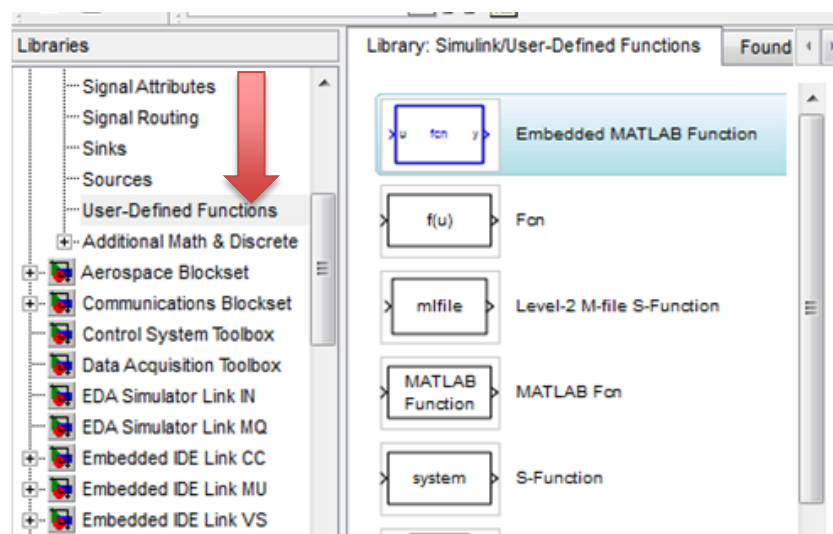 Libraries
Library: Simulink/User-Defined Functions
Found
Signal Attributes
Signal Routing
Sinks
Sources
User-Defined Functions
Additional Math & Discrete
Aerospace Blockset
Communications Blockset
Control System Toolbox
Data Acquisition Toolbox
EDA Simulator Link IN
EDA Simulator Link MQ
Embedded IDE Link CC
Embedded IDE Link MU
Embedded IDE Link VS
u fcn y
Embedded MATLAB Function
f(u)
Fcn
mlfile
Level-2 M-file S-Function
MATLAB
Function
MATLAB Fcn
system
S-Function